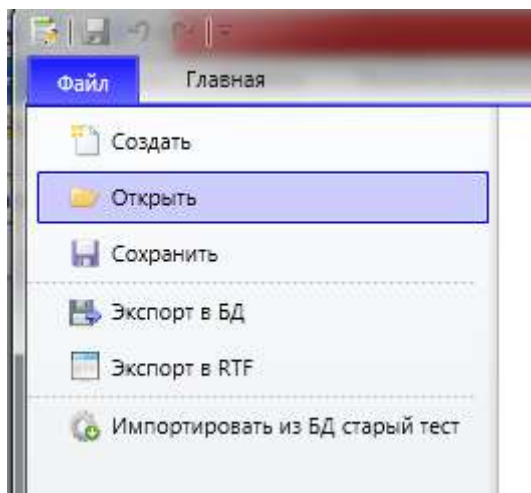 Файл Главная
Создать
Открыть
Сохранить
Экспорт в БД
Экспорт в RTF
Импортировать из БД старый тест